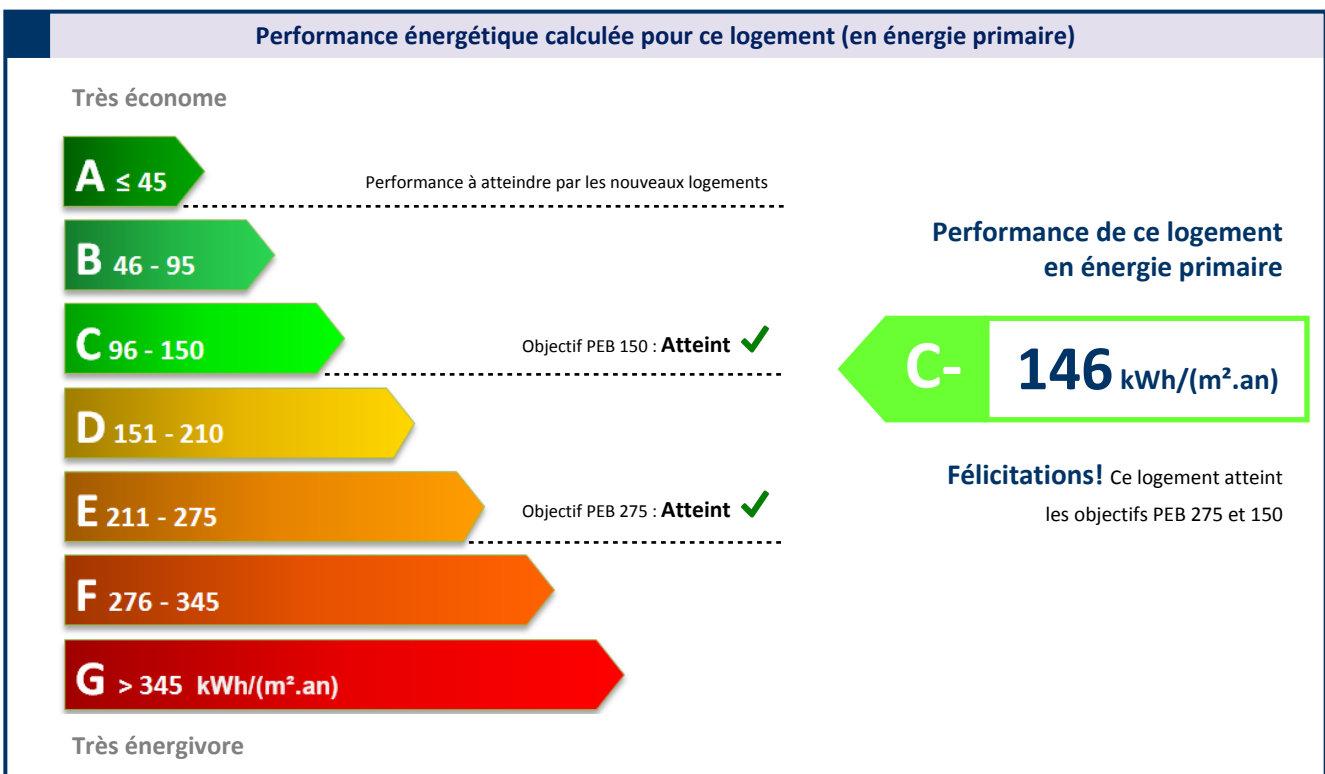 Performance énergétique calculée pour ce logement (en énergie primaire)
Très économe
A ≤ 45
Performance à atteindre par les nouveaux logements
B 46 - 95
C 96 - 150
Objectif PEB 150 : Atteint
D 151 - 210
E 211 - 275
Objectif PEB 275 : Atteint
F 276 - 345
G > 345 kWh/(m².an)
Très énergivore
Performance de ce logement
en énergie primaire
C- 146 kWh/(m².an)
Félicitations! Ce logement atteint
les objectifs PEB 275 et 150